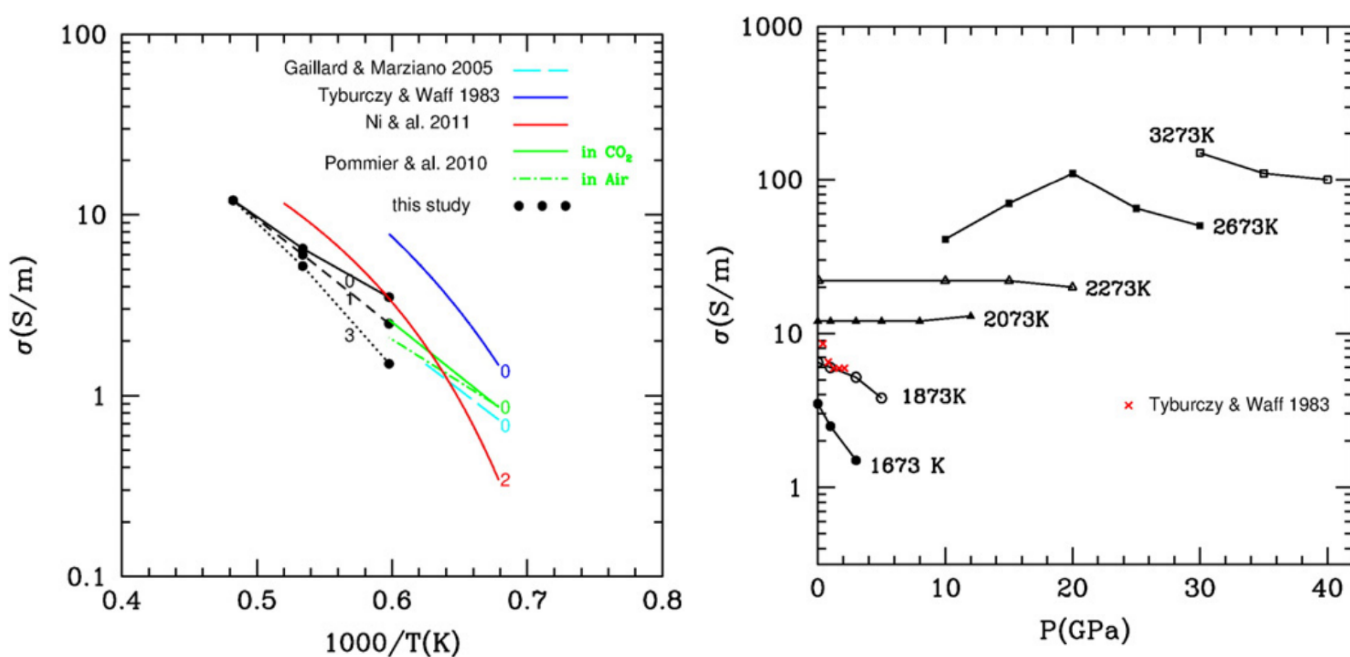 100
10
1
0.1
σ(S/m)
Gaillard & Marziano 2005
Tyburczy & Waff 1983
Ni & al. 2011
Pommier & al. 2010
in CO₂
in Air
this study
0
1
3
0
0
0
2
0.4 0.5 0.6 0.7 0.8
1000/T(K)
1000
100
10
1
σ(S/m)
3273K
2673K
2273K
2073K
1873K
1673 K
Tyburczy & Waff 1983
0 10 20 30 40
P(GPa)